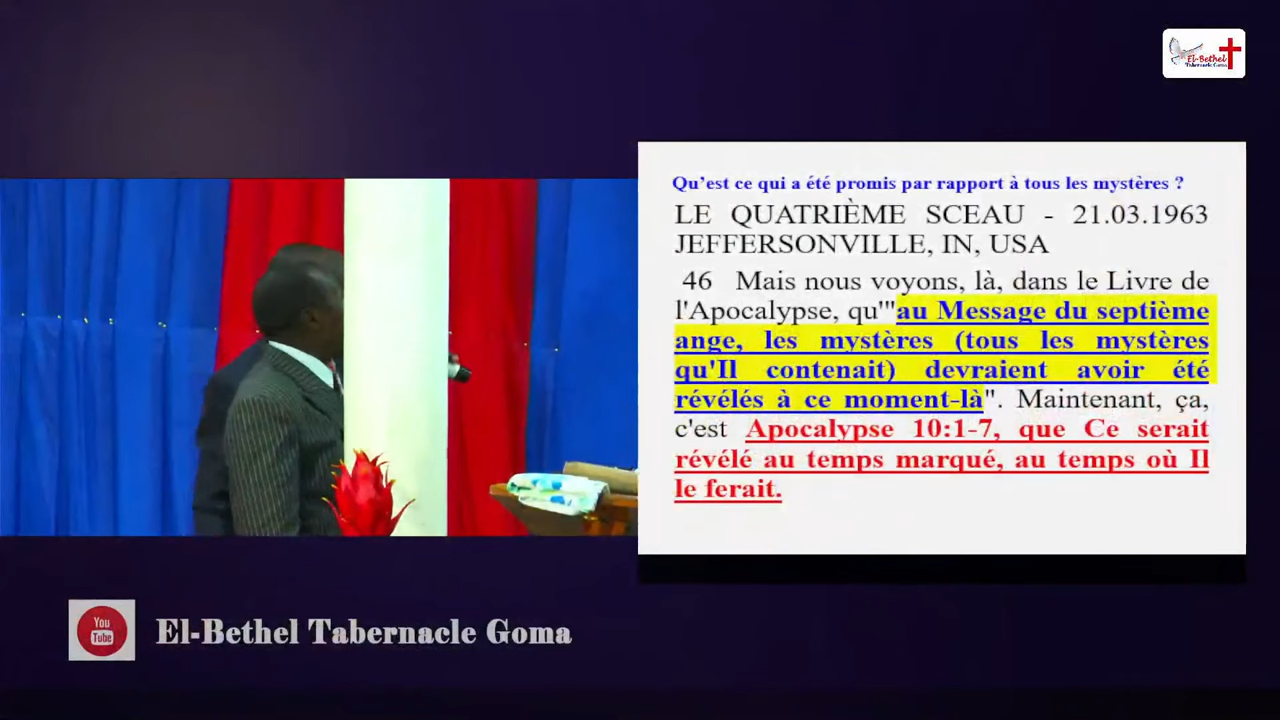 El-Bethel
Tabernacle Goma
Qu'est ce qui a été promis par rapport à tous les mystères ?
LE QUATRIÈME SCEAU - 21.03.1963
JEFFERSONVILLE, IN, USA
46 Mais nous voyons, là, dans le Livre de
l'Apocalypse, qu'"au Message du septième
ange, les mystères (tous les mystères
qu'Il contenait) devraient avoir été
révélés à ce moment-là". Maintenant, ça,
c'est Apocalypse 10:1-7, que Ce serait
révélé au temps marqué, au temps où Il
le ferait.
You
Tube
El-Bethel Tabernacle Goma